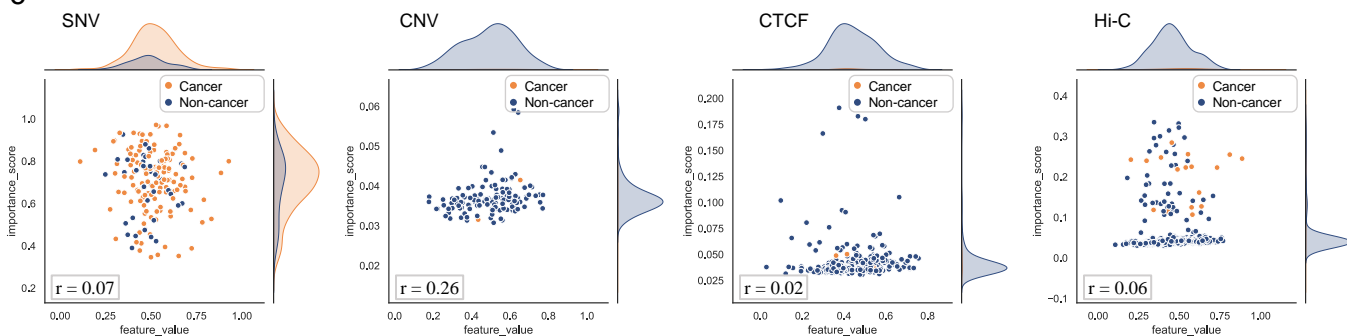 SNV
Cancer
Non-cancer
importance_score
1.0
0.8
0.6
0.4
0.2
r = 0.07
0.00 0.25 0.50 0.75 1.00
feature_value
CNV
Cancer
Non-cancer
importance_score
0.06
0.05
0.04
0.03
0.02
r = 0.26
0.0 0.2 0.4 0.6 0.8 1.0
feature_value
CTCF
Cancer
Non-cancer
importance_score
0.200
0.175
0.150
0.125
0.100
0.075
0.050
0.025
r = 0.02
0.0 0.2 0.4 0.6 0.8
feature_value
Hi-C
Cancer
Non-cancer
importance_score
0.4
0.3
0.2
0.1
0.0
−0.1
r = 0.06
0.00 0.25 0.50 0.75 1.00
feature_value